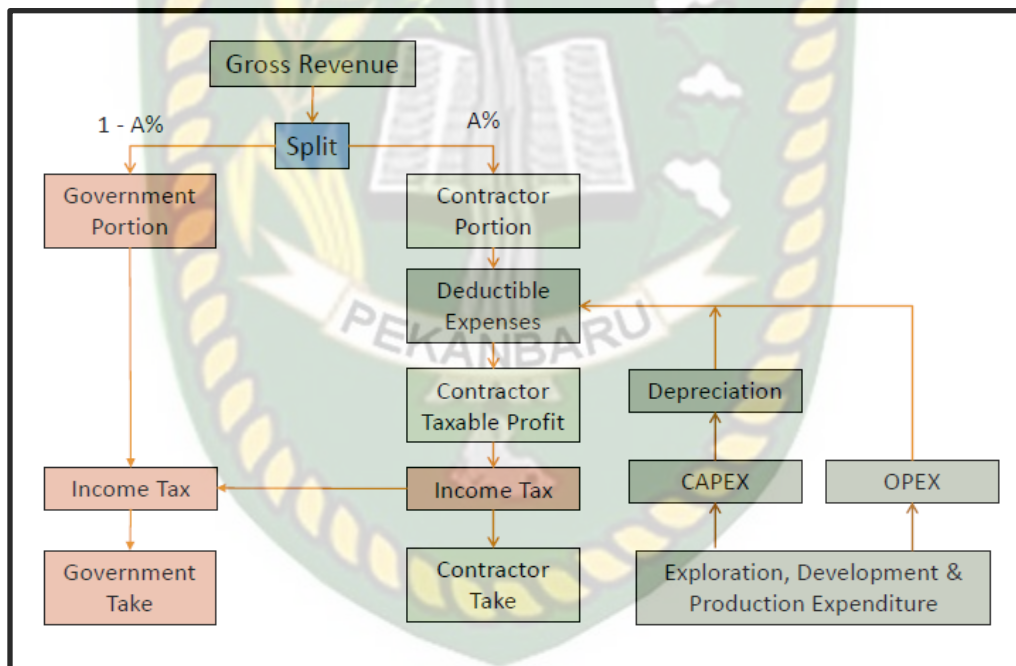 Gross Revenue
1 - A%
A%
Split
Government
Portion
Contractor
Portion
Deductible
Expenses
PEKANBARU
Contractor
Taxable Profit
Depreciation
Income Tax
Income Tax
CAPEX
OPEX
Government
Take
Contractor
Take
Exploration, Development &
Production Expenditure